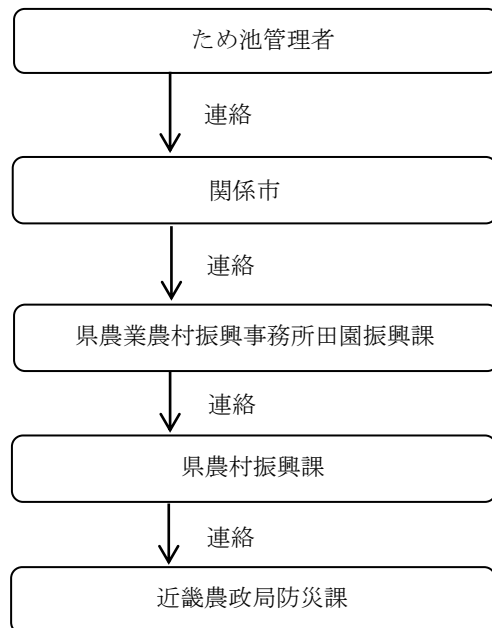 ため池管理者
連絡
関係市
連絡
県農業農村振興事務所田園振興課
連絡
県農村振興課
連絡
近畿農政局防災課